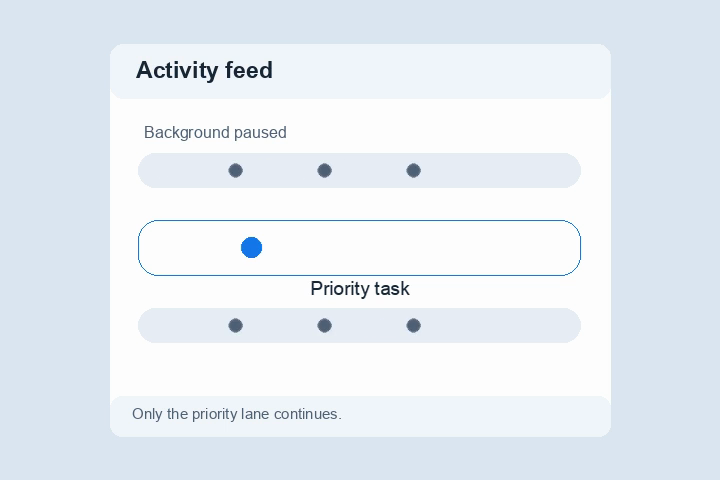 Activity feed
Background paused
Priority task
Only the priority lane continues.